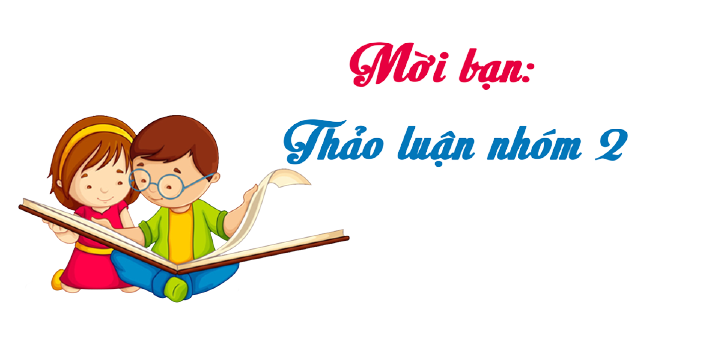 Mời bạn:
Thảo luận nhóm 2